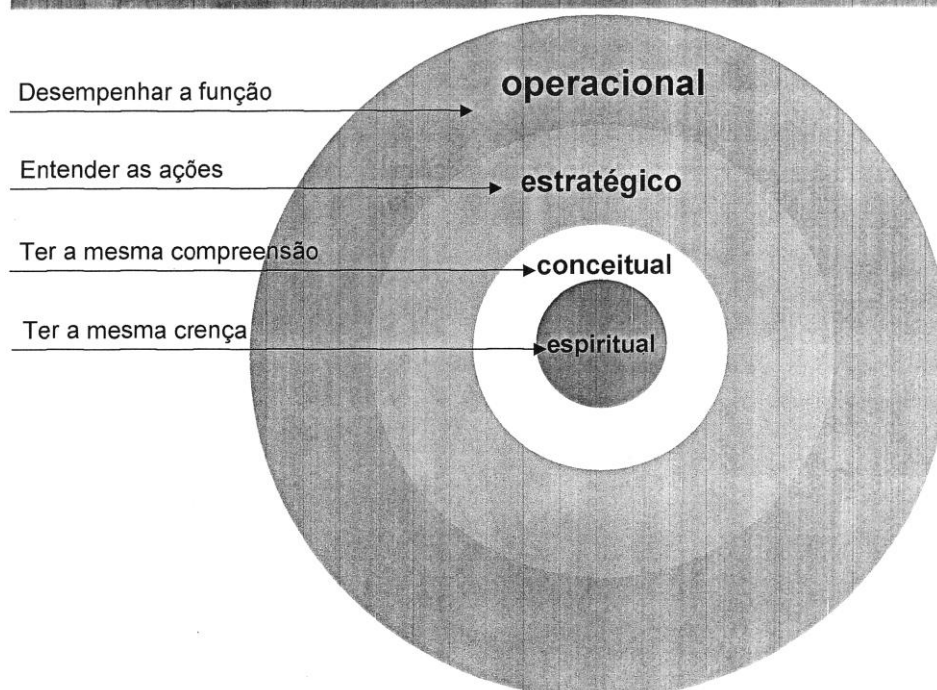 Desempenhar a função
operacional
Entender as ações
estratégico
Ter a mesma compreensão
conceitual
Ter a mesma crença
espiritual